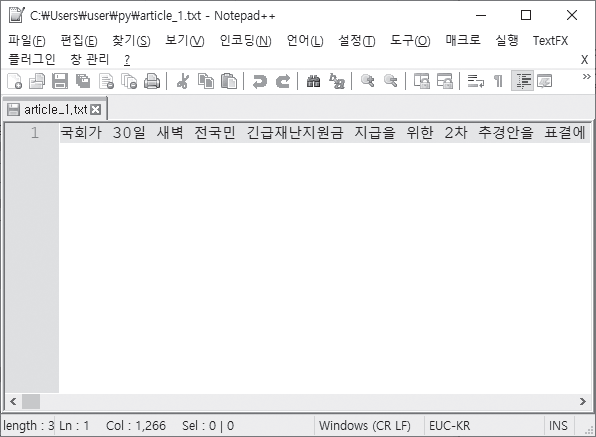 C:₩Users₩user₩py₩article_1.txt - Notepad++
파일(F) 편집(E) 찾기(S) 보기(V) 인코딩(N) 언어(L) 설정(T) 도구(O) 매크로 실행 TextFX
플러그인 창 관리 ? X
article_1.txt
1 국회가 30일 새벽 전국민 긴급재난지원금 지급을 위한 2차 추경안을 표결에
length : 3 Ln : 1 Col : 1,266 Sel : 0 | 0 Windows (CR LF) EUC-KR INS